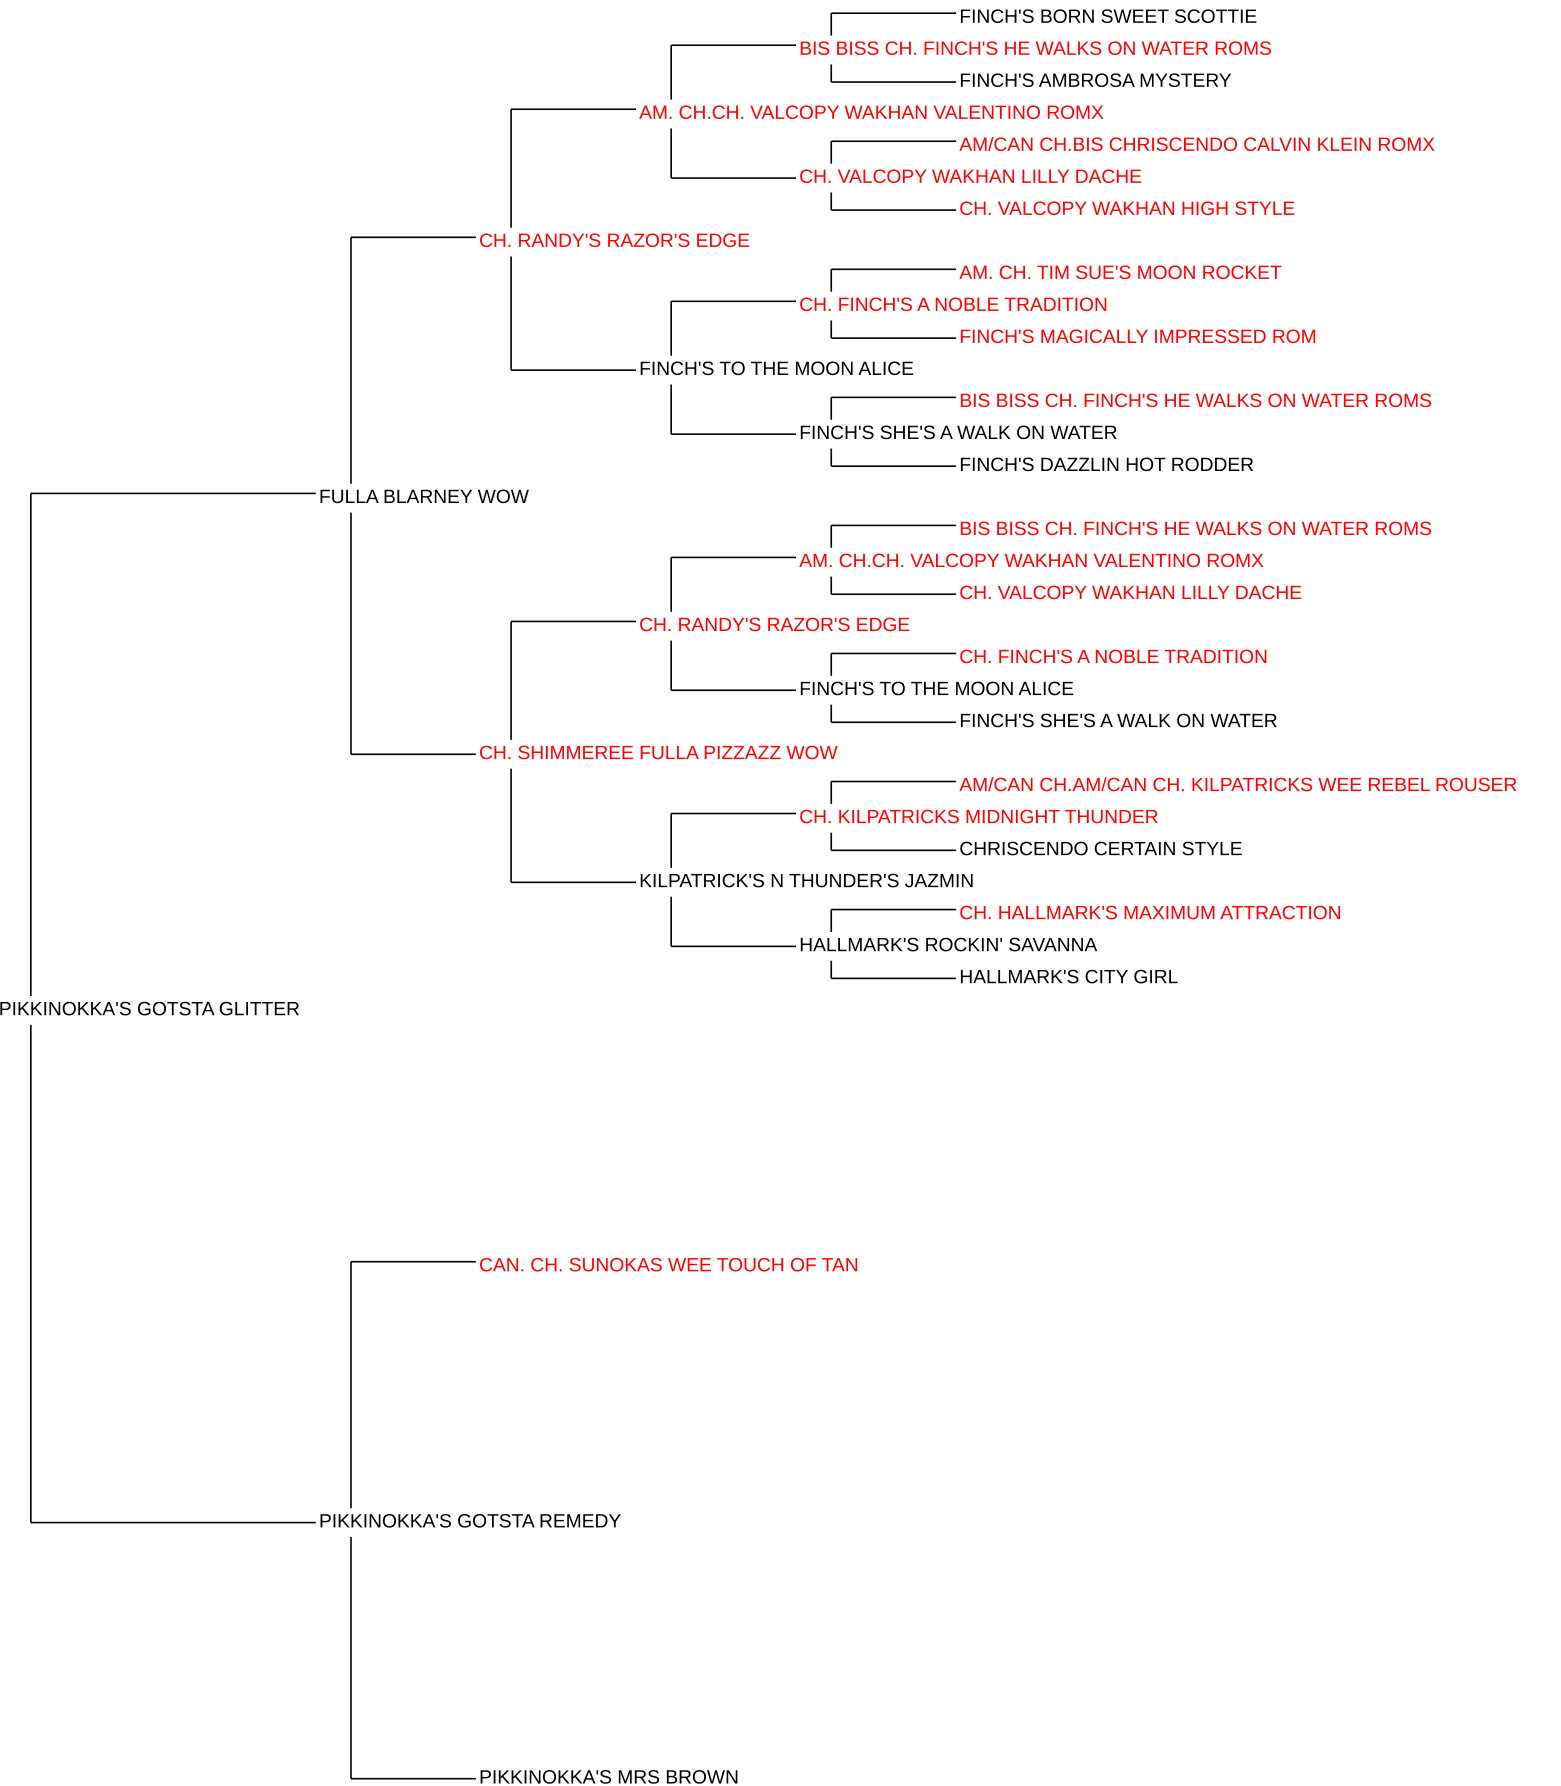 FINCH'S BORN SWEET SCOTTIE
BIS BISS CH. FINCH'S HE WALKS ON WATER ROMS
FINCH'S AMBROSA MYSTERY
AM. CH.CH. VALCOPY WAKHAN VALENTINO ROMX
AM/CAN CH.BIS CHRISCENDO CALVIN KLEIN ROMX
CH. VALCOPY WAKHAN LILLY DACHE
CH. VALCOPY WAKHAN HIGH STYLE
CH. RANDY'S RAZOR'S EDGE
AM. CH. TIM SUE'S MOON ROCKET
CH. FINCH'S A NOBLE TRADITION
FINCH'S MAGICALLY IMPRESSED ROM
FINCH'S TO THE MOON ALICE
BIS BISS CH. FINCH'S HE WALKS ON WATER ROMS
FINCH'S SHE'S A WALK ON WATER
FINCH'S DAZZLIN HOT RODDER
FULLA BLARNEY WOW
BIS BISS CH. FINCH'S HE WALKS ON WATER ROMS
AM. CH.CH. VALCOPY WAKHAN VALENTINO ROMX
CH. VALCOPY WAKHAN LILLY DACHE
CH. RANDY'S RAZOR'S EDGE
CH. FINCH'S A NOBLE TRADITION
FINCH'S TO THE MOON ALICE
FINCH'S SHE'S A WALK ON WATER
CH. SHIMMEREE FULLA PIZZAZZ WOW
AM/CAN CH.AM/CAN CH. KILPATRICKS WEE REBEL ROUSER
CH. KILPATRICKS MIDNIGHT THUNDER
CHRISCENDO CERTAIN STYLE
KILPATRICK'S N THUNDER'S JAZMIN
CH. HALLMARK'S MAXIMUM ATTRACTION
HALLMARK'S ROCKIN' SAVANNA
HALLMARK'S CITY GIRL
PIKKINOKKA'S GOTSTA GLITTER
CAN. CH. SUNOKAS WEE TOUCH OF TAN
PIKKINOKKA'S GOTSTA REMEDY
PIKKINOKKA'S MRS BROWN